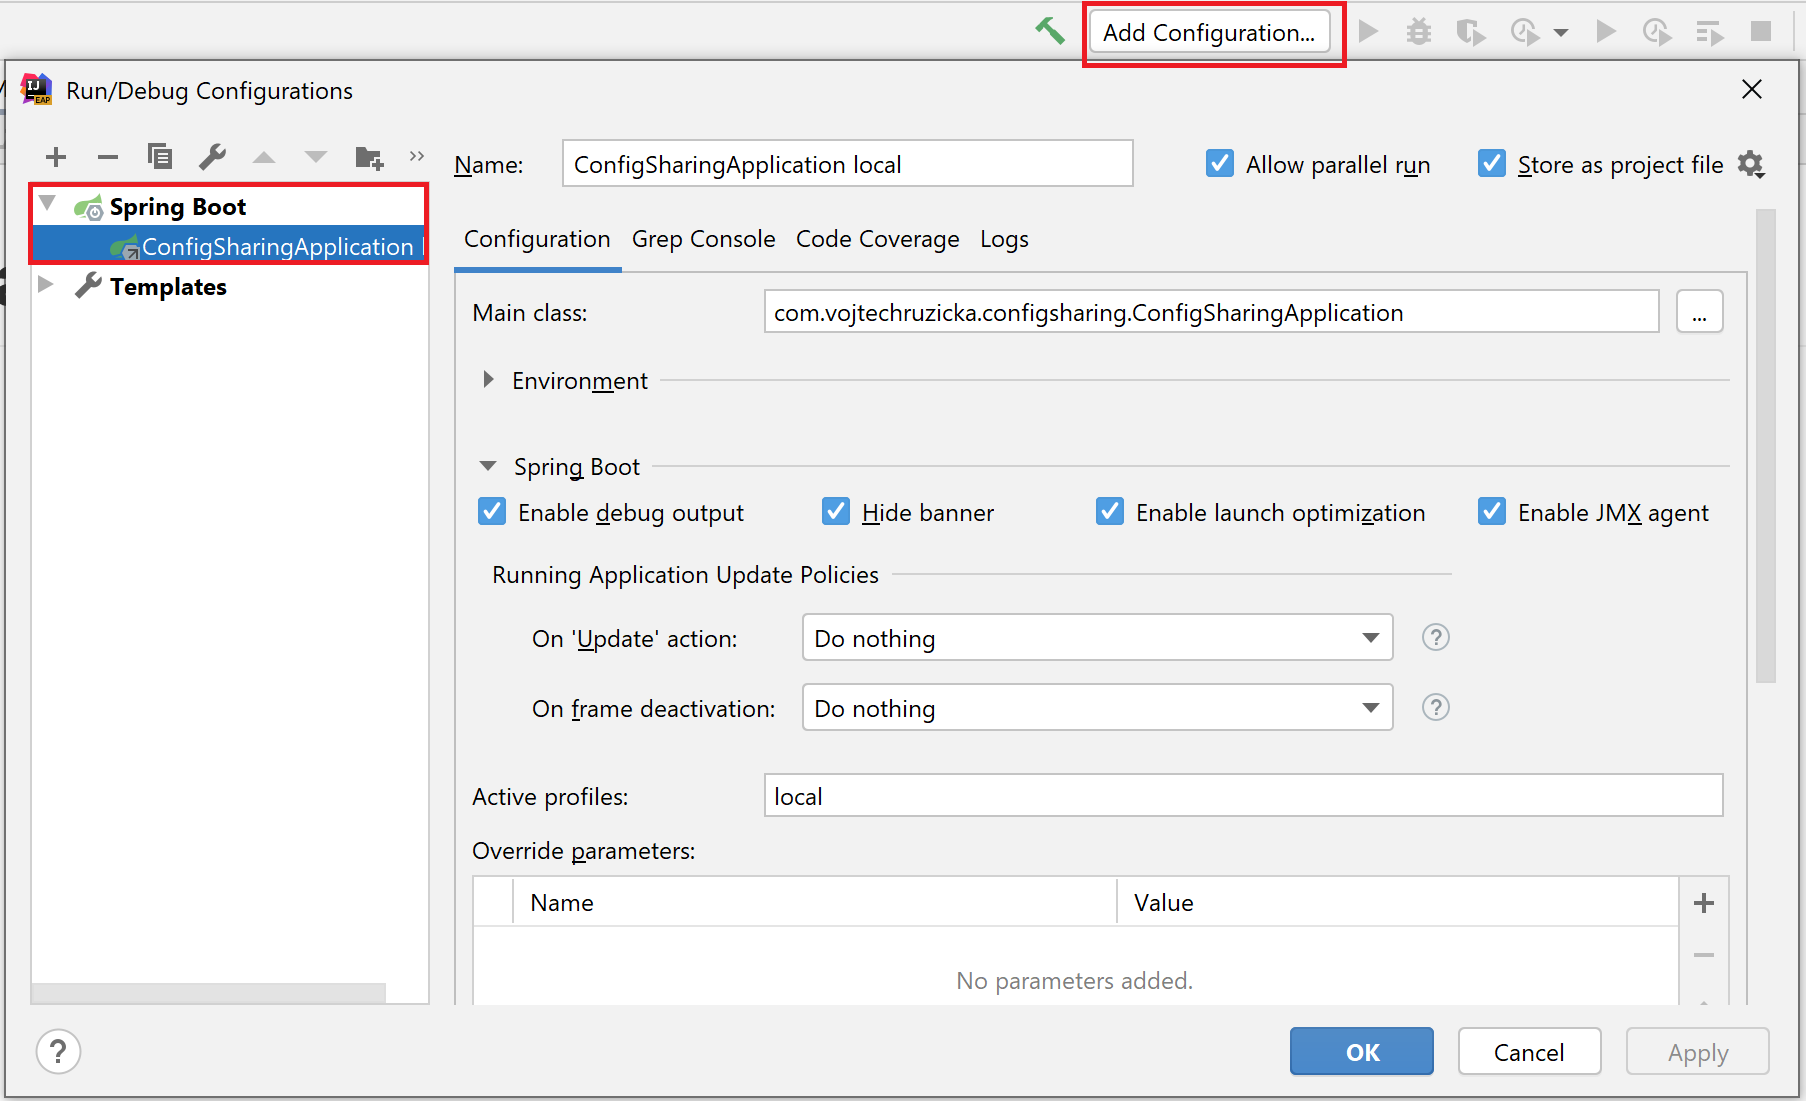 Add Configuration...
IJ
EAP
Run/Debug Configurations
Name: ConfigSharingApplication local Allow parallel run Store as project file
Spring Boot
ConfigSharingApplication
Templates
Configuration Grep Console Code Coverage Logs
Main class: com.vojtechruzicka.configsharing.ConfigSharingApplication ...
Environment
Spring Boot
Enable debug output Hide banner Enable launch optimization Enable JMX agent
Running Application Update Policies
On 'Update' action: Do nothing ?
On frame deactivation: Do nothing ?
Active profiles: local
Override parameters:
Name Value
No parameters added.
? OK Cancel Apply